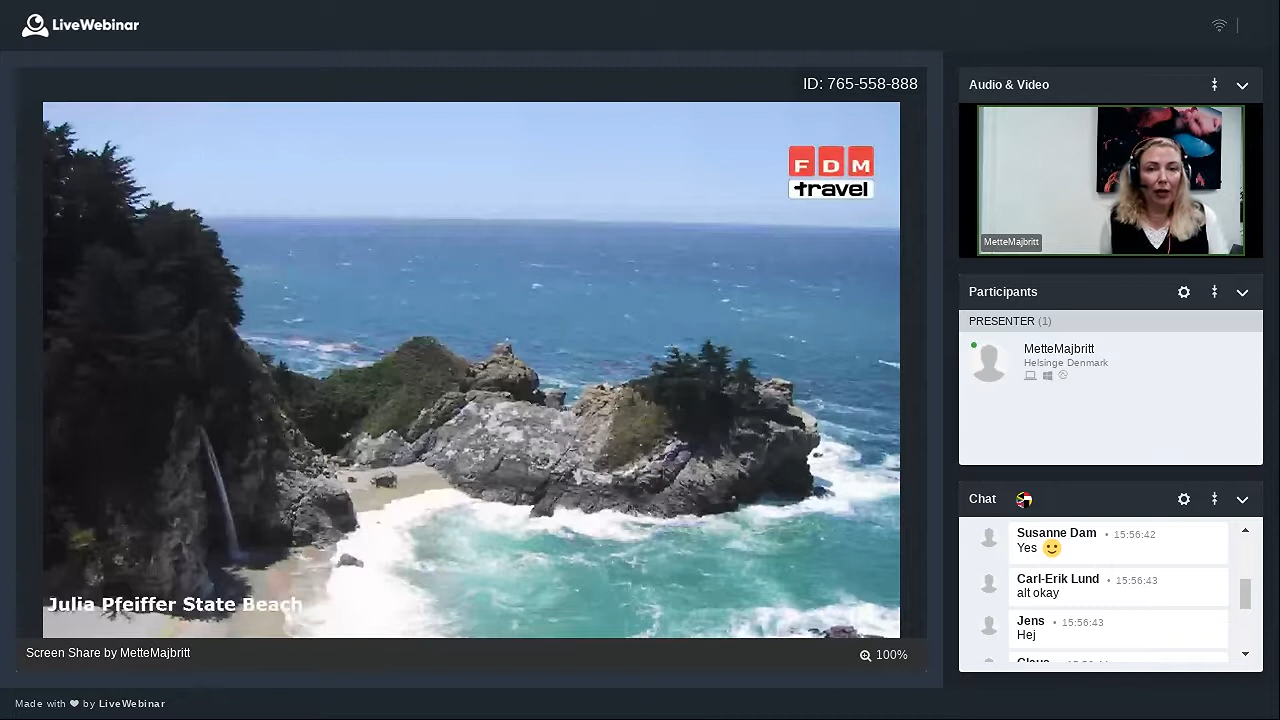 LiveWebinar
ID: 765-558-888
FDM
travel
Julia Pfeiffer State Beach
Screen Share by MetteMajbritt
100%
Audio & Video
MetteMajbritt
Participants
PRESENTER (1)
MetteMajbritt
Helsinge Denmark
Chat
Susanne Dam • 15:56:42
Yes
Carl-Erik Lund • 15:56:43
alt okay
Jens • 15:56:43
Hej
Made with ❤ by LiveWebinar